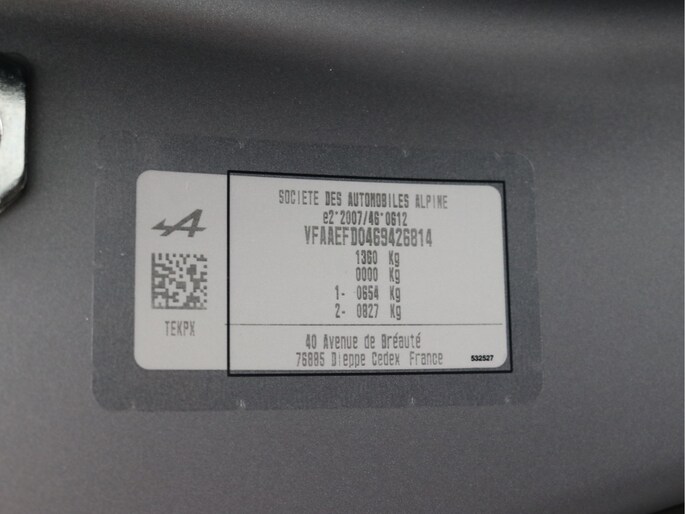 SOCIETE DES AUTOMOBILES ALPINE
e2*2007/46*0612
VFAAEFD0469426814
1360 Kg
0000 Kg
1- 0654 Kg
2- 0827 Kg
TEKPX
40 Avenue de Bréauté
76885 Dieppe Cedex France
532527